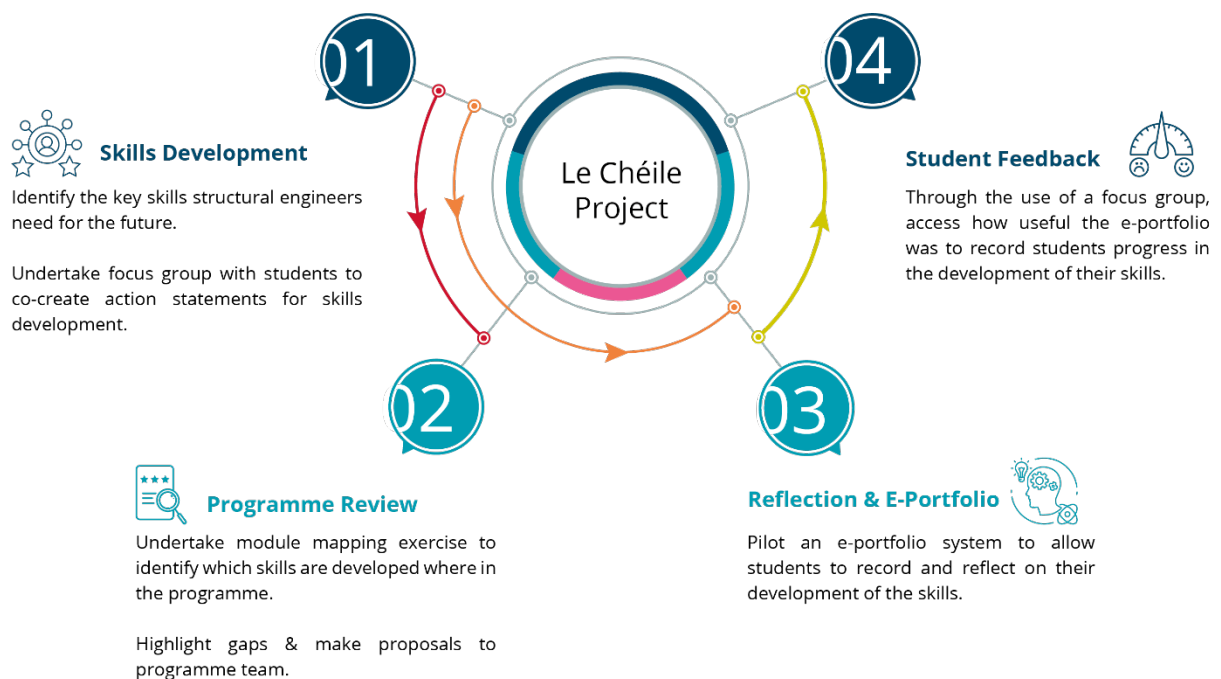 01
04
Le Chéile
Project
Skills Development
Identify the key skills structural engineers
need for the future.
Undertake focus group with students to
co-create action statements for skills
development.
Student Feedback
Through the use of a focus group,
access how useful the e-portfolio
was to record students progress in
the development of their skills.
02
03
Programme Review
Undertake module mapping exercise to
identify which skills are developed where in
the programme.
Highlight gaps & make proposals to
programme team.
Reflection & E-Portfolio
Pilot an e-portfolio system to allow
students to record and reflect on their
development of the skills.